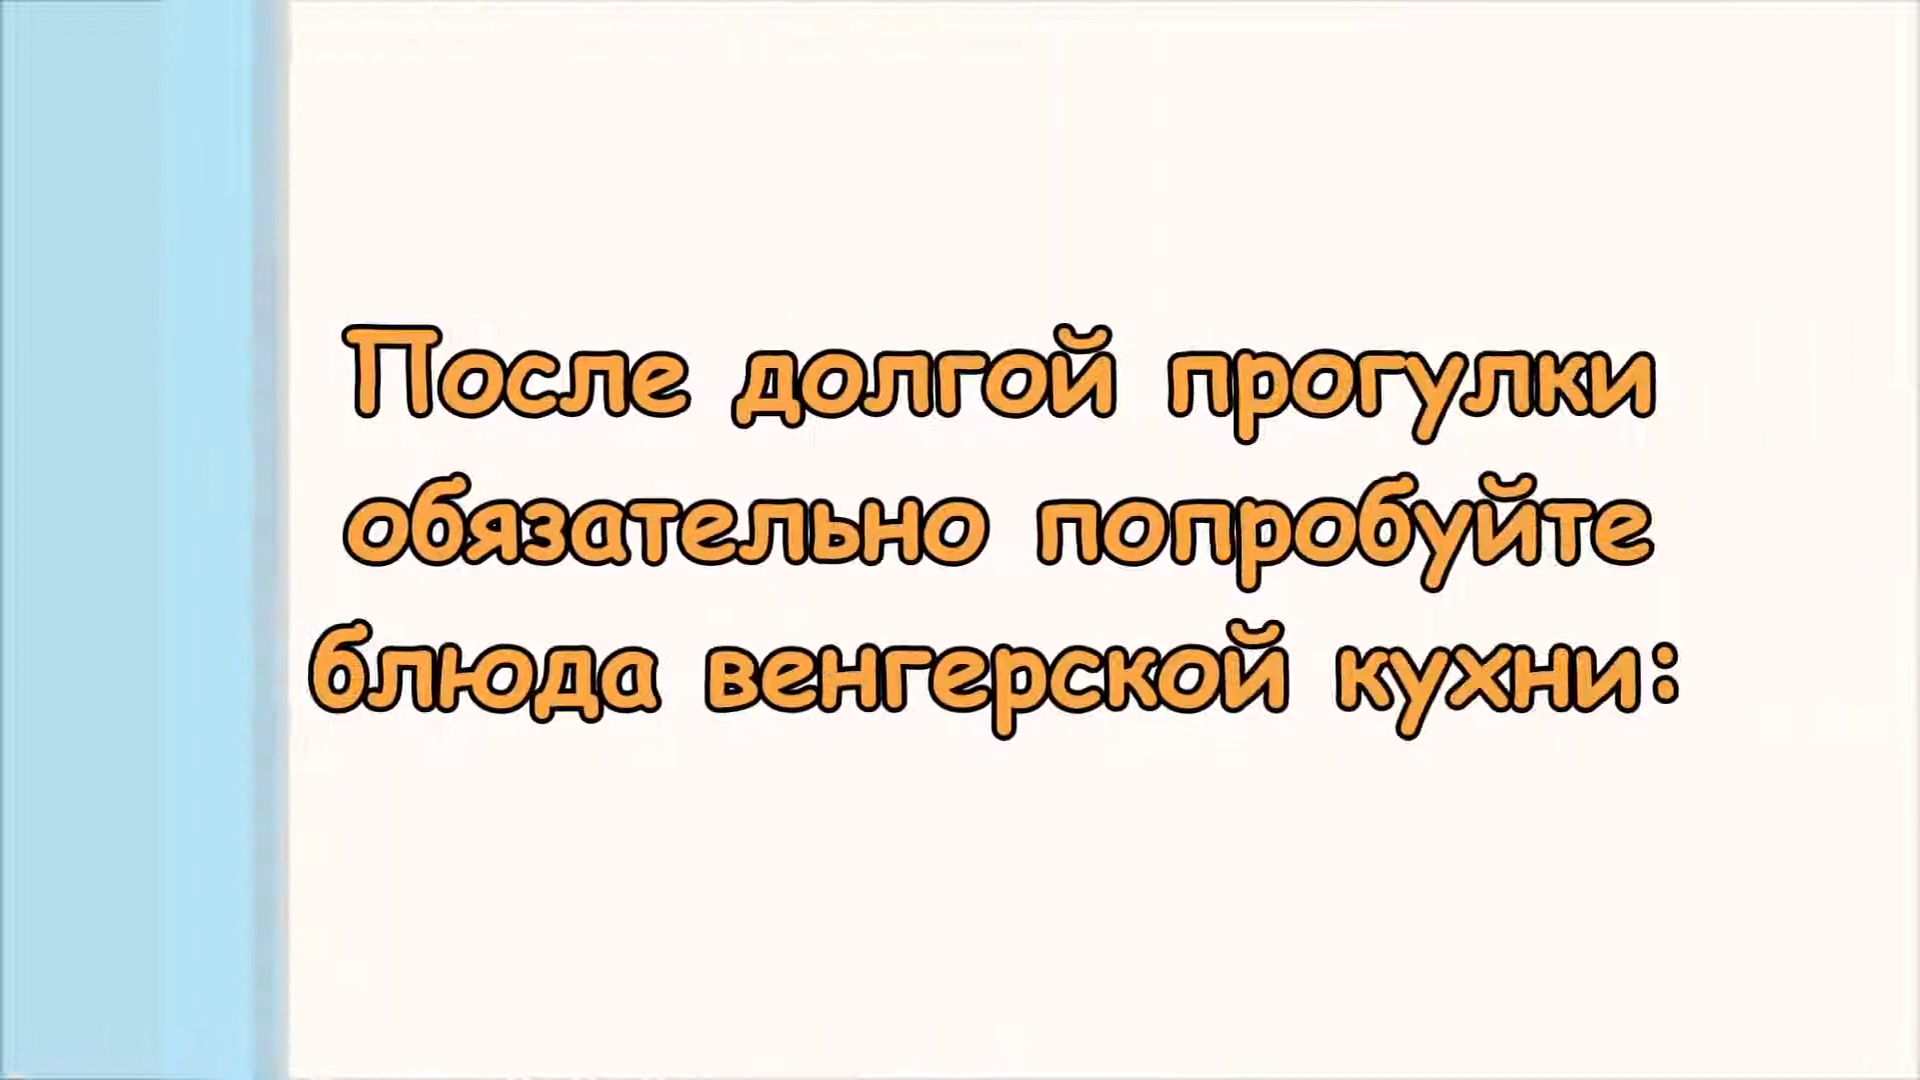 После долгой прогулки
обязательно попробуйте
блюда венгерской кухни: